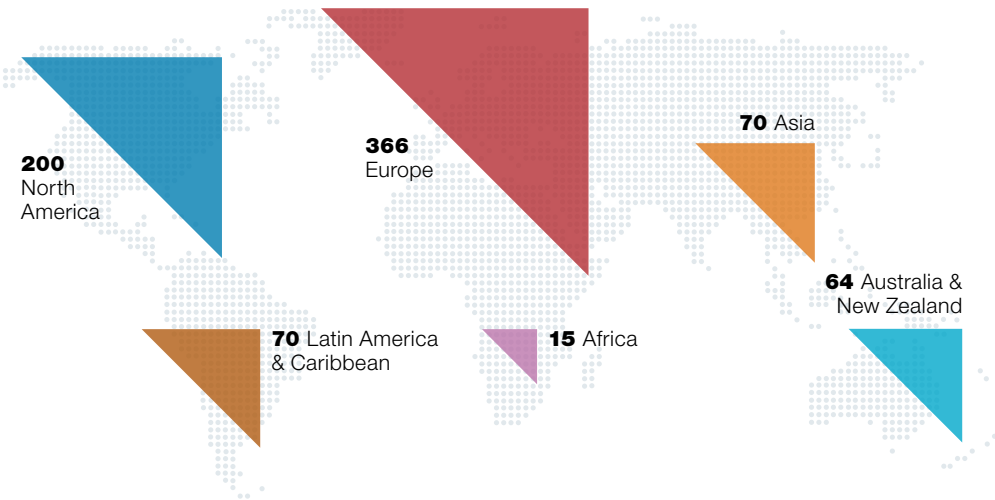 200
North
America
366
Europe
70 Asia
64 Australia &
New Zealand
70 Latin America
& Caribbean
15 Africa